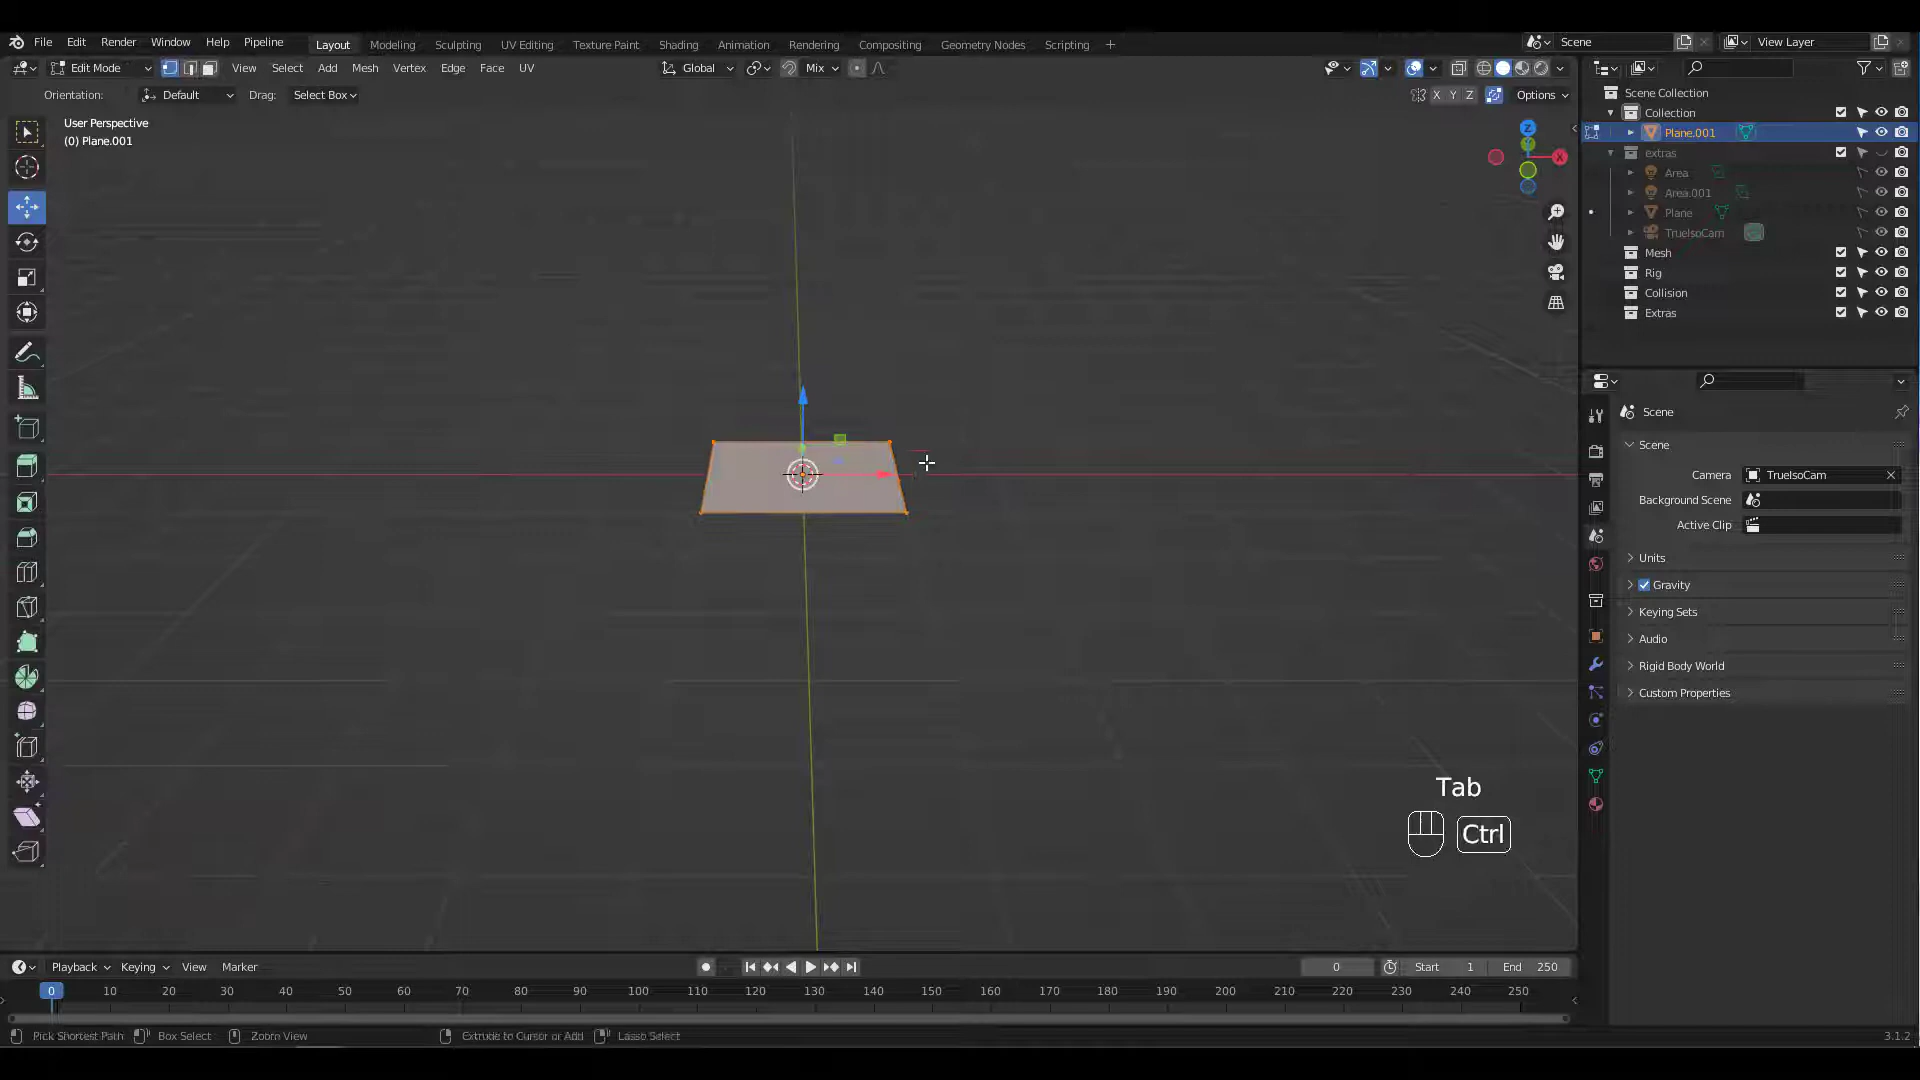 File Edit Render Window Help Pipeline Layout Modeling Sculpting UV Editing Texture Paint Shading Animation Rendering Compositing Geometry Nodes Scripting Scene View Layer
Edit Mode View Select Add Mesh Vertex Edge Face UV Global Mix
Orientation: Default Drag: Select Box X Y Z Options
User Perspective
(0) Plane.001
Z
X
Scene Collection
Collection
Plane.001
extras
Area
Area.001
Plane
TrueIsoCam
Mesh
Rig
Collision
Extras
Scene
Scene
Camera TrueIsoCam
Background Scene
Active Clip
Units
Gravity
Keying Sets
Audio
Rigid Body World
Custom Properties
Tab
Ctrl
Playback Keying View Marker 0 Start 1 End 250
0 10 20 30 40 50 60 70 80 90 100 110 120 130 140 150 160 170 180 190 200 210 220 230 240 250
Pick Shortest Path Box Select Zoom View Extrude to Cursor or Add Lasso Select 3.1.2